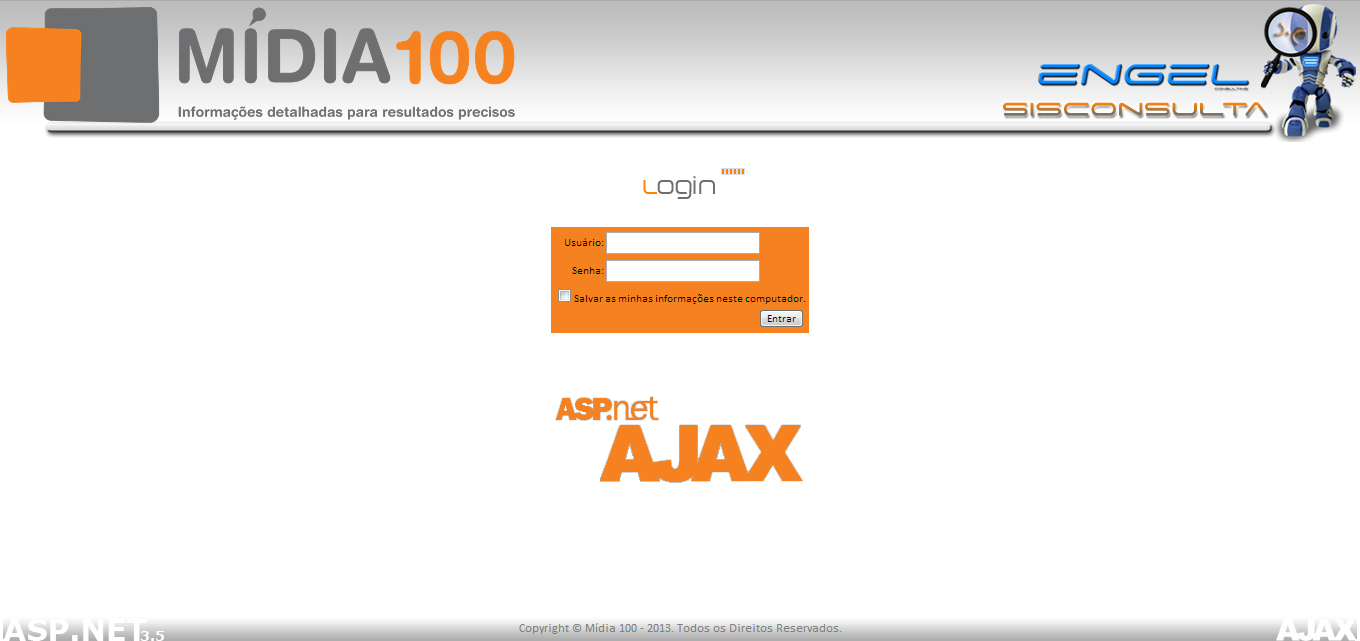 MÍDIA100
Informações detalhadas para resultados precisos
ENGEL
CONSULTING
SISCONSULTA
Login
Usuário:
Senha:
Salvar as minhas informações neste computador.
Entrar
ASP.net
AJAX
ASP.NET 3.5
Copyright © Mídia 100 - 2013. Todos os Direitos Reservados.
AJAX